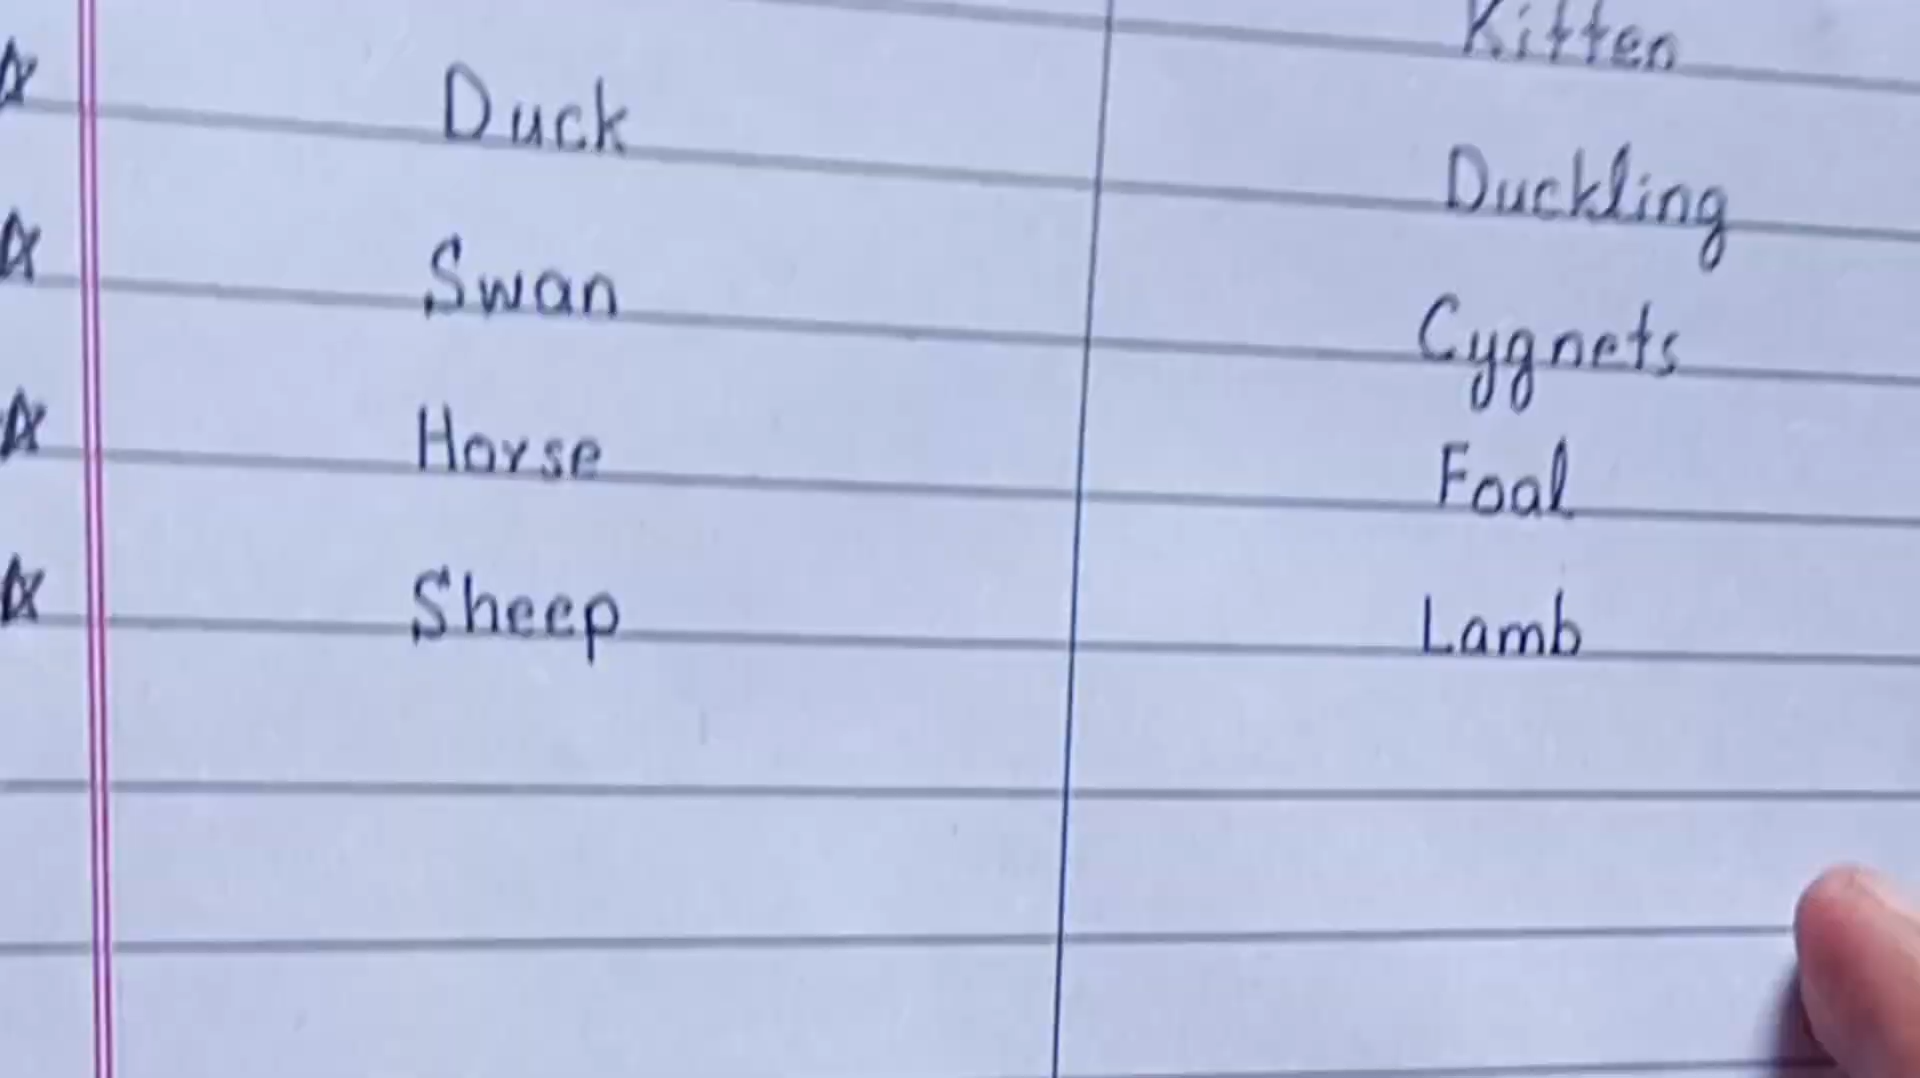 Kitten
Duck Duckling
Swan Cygnets
Horse Foal
Sheep Lamb